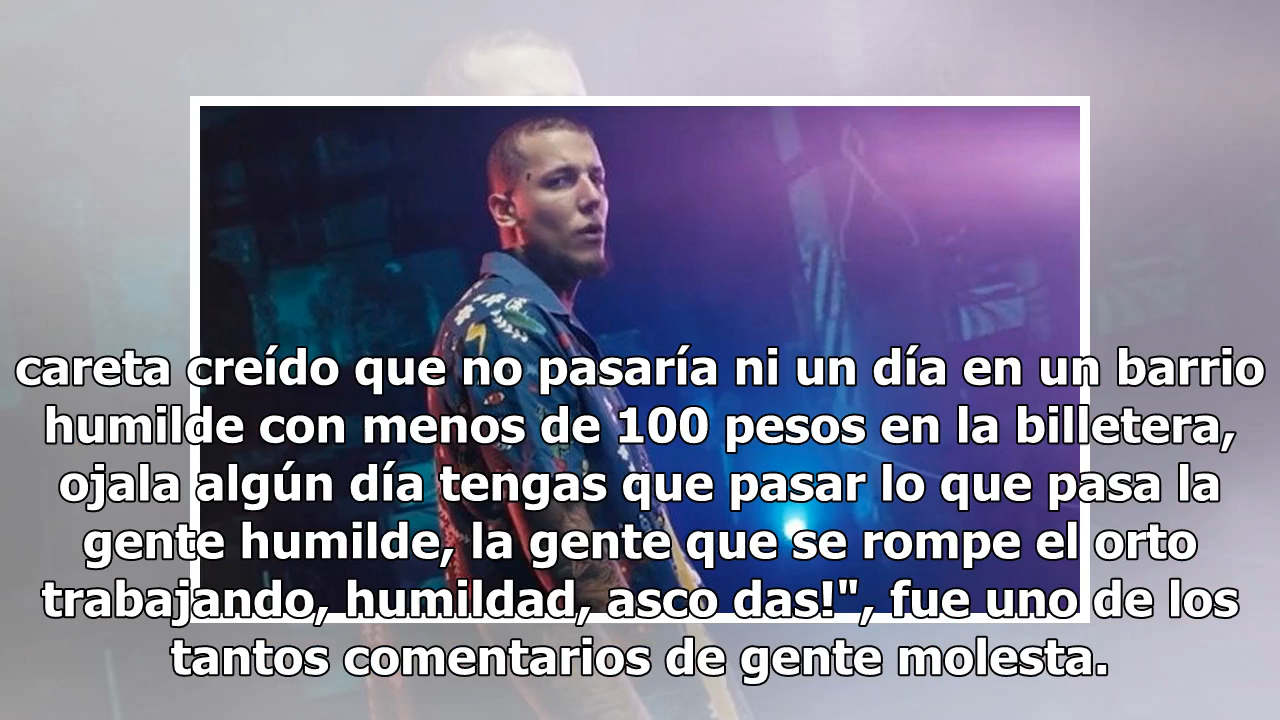 careta creído que no pasaría ni un día en un barrio
humilde con menos de 100 pesos en la billetera,
ojala algún día tengas que pasar lo que pasa la
gente humilde, la gente que se rompe el orto
trabajando, humildad, asco das!", fue uno de los
tantos comentarios de gente molesta.